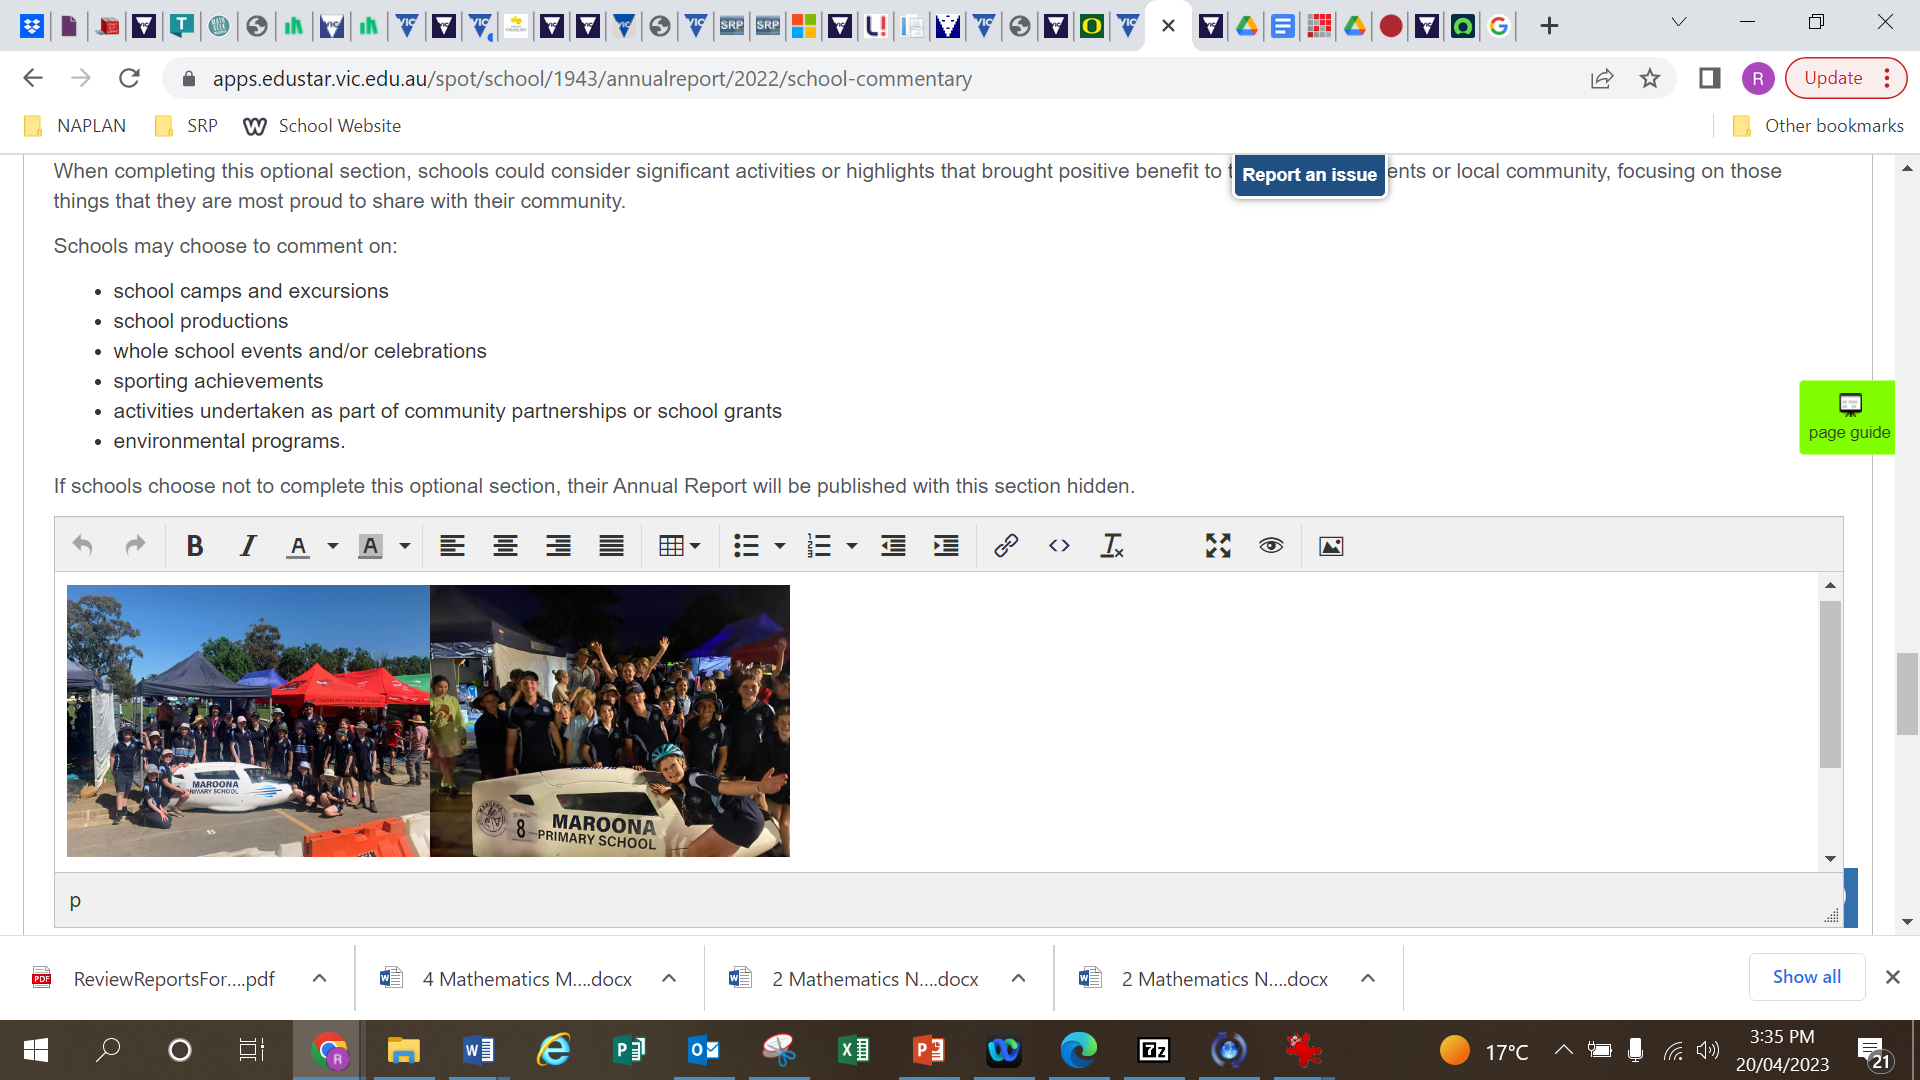 SRP SRP
apps.edustar.vic.edu.au/spot/school/1943/annualreport/2022/school-commentary
R Update
NAPLAN SRP School Website Other bookmarks
When completing this optional section, schools could consider significant activities or highlights that brought positive benefit to t Report an issue ents or local community, focusing on those
things that they are most proud to share with their community.
Schools may choose to comment on:
• school camps and excursions
• school productions
• whole school events and/or celebrations
• sporting achievements
• activities undertaken as part of community partnerships or school grants
• environmental programs.
page guide
If schools choose not to complete this optional section, their Annual Report will be published with this section hidden.
MAROONA
PRIMARY SCHOOL
8 MAROONA
PRIMARY SCHOOL
p
ReviewReportsFor....pdf 4 Mathematics M....docx 2 Mathematics N....docx 2 Mathematics N....docx Show all
17°C 3:35 PM
20/04/2023 21